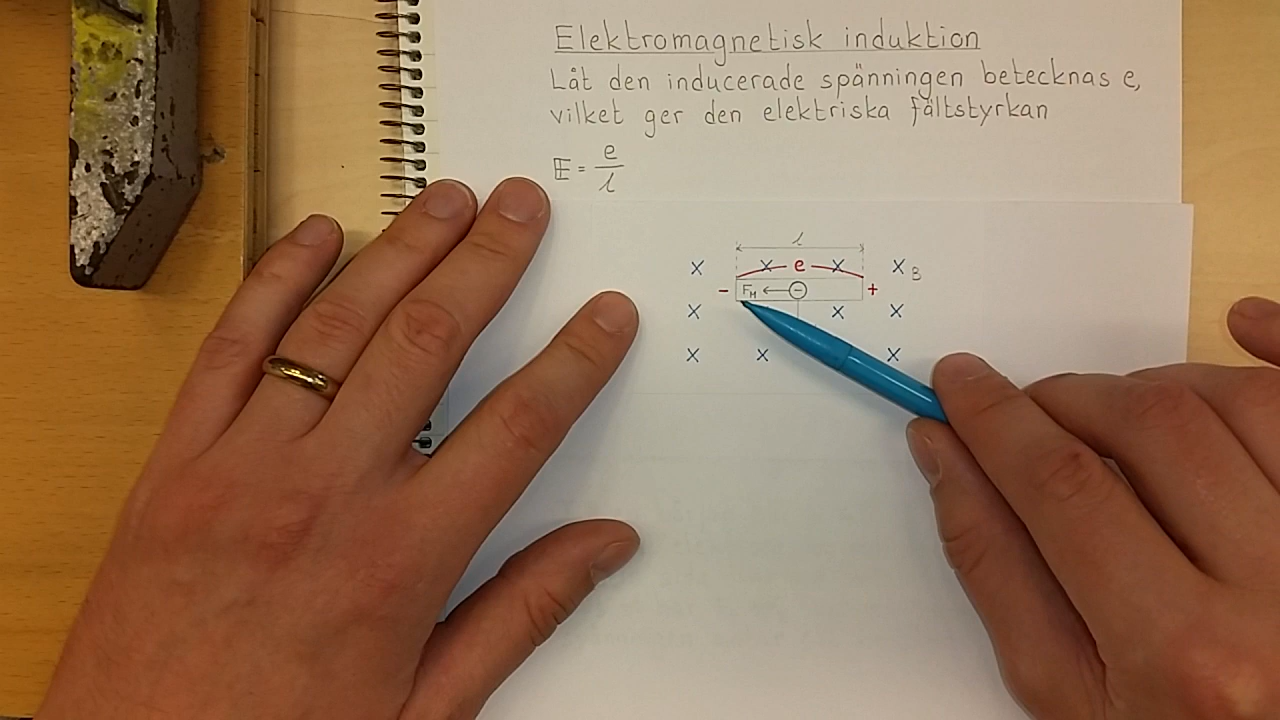 Elektromagnetisk induktion
Låt den inducerade spänningen betecknas e,
vilket ger den elektriska fältstyrkan
E = e/l
l
x x e x x B
- F_M ← ⊖ +
x x x
x x x